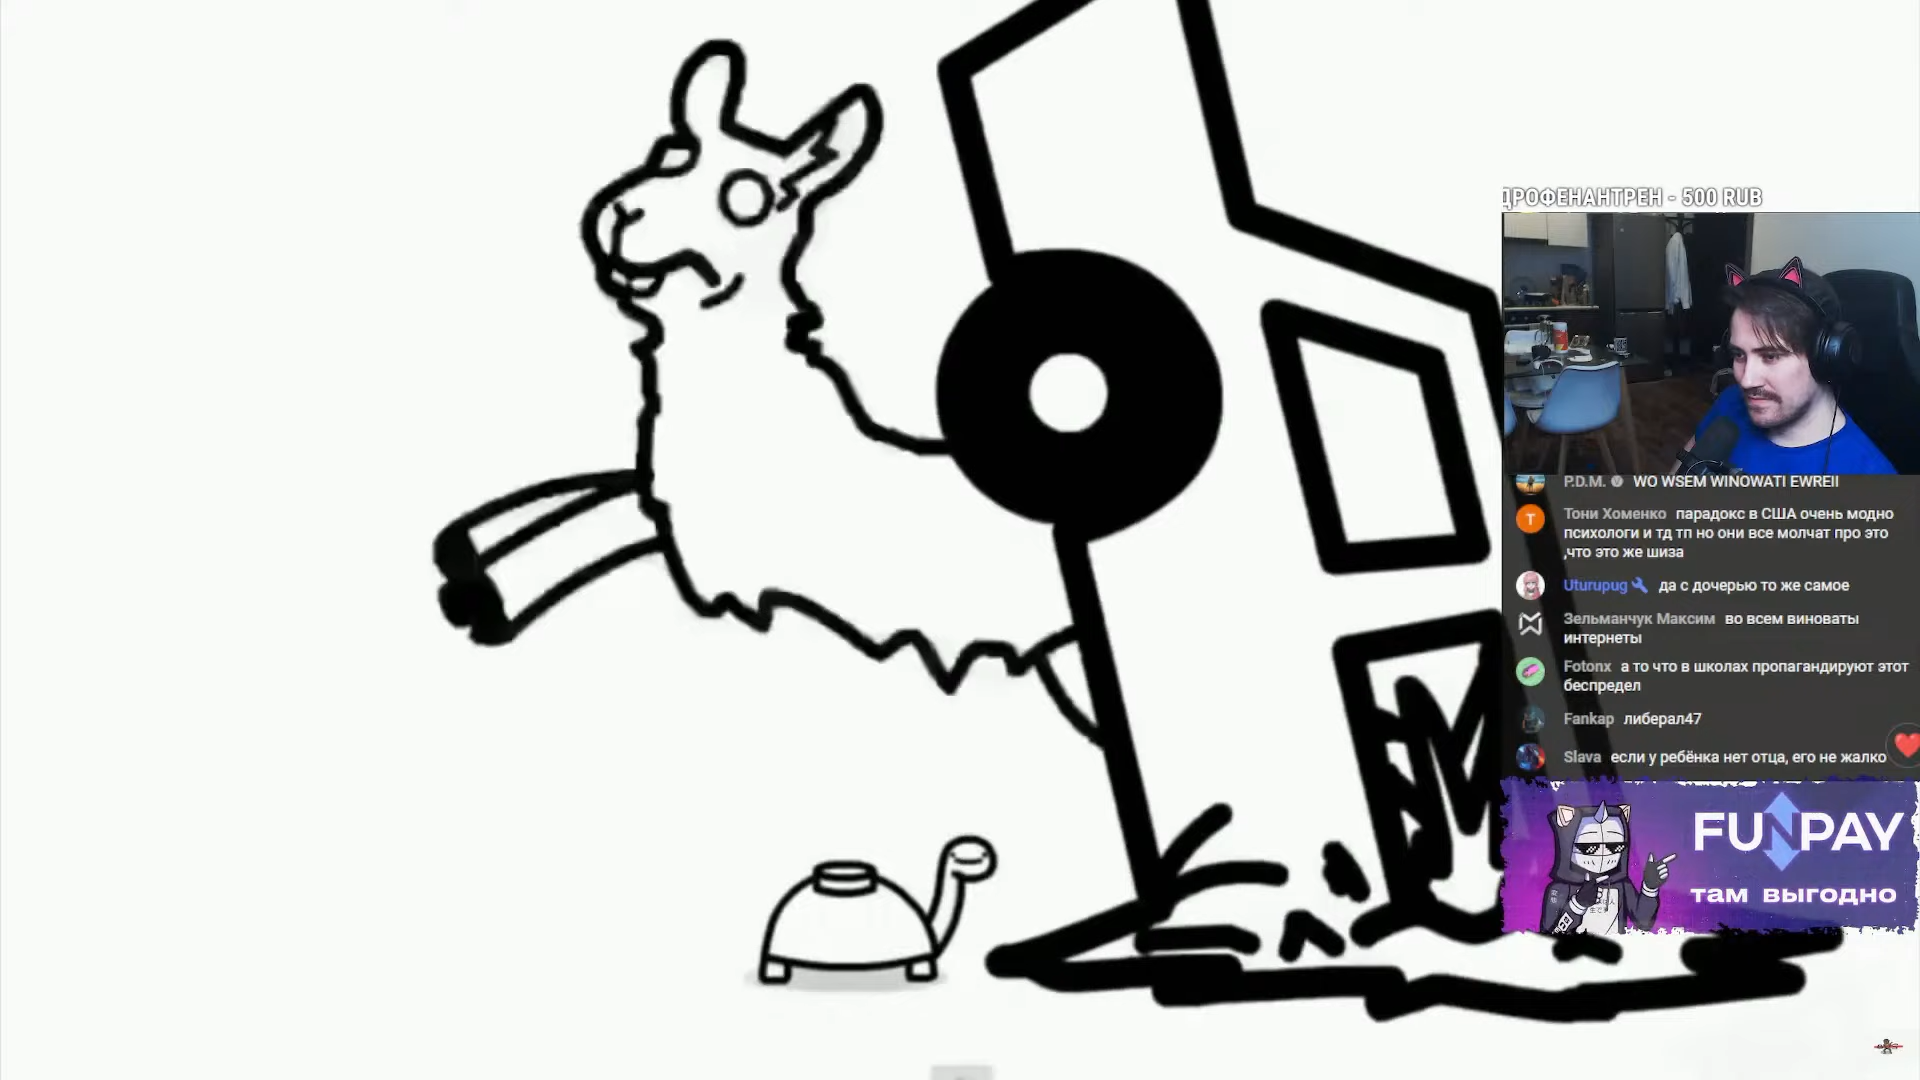 ДРОФЕНАНТРЕН - 500 RUB
P.D.M. WO WSEM WINOWATI EWREII
T Тони Хоменко парадокс в США очень модно
психологи и тд тп но они все молчат про это
,что это же шиза
Uturupug да с дочерью то же самое
Зельманчук Максим во всем виноваты
интернеты
Fotonx а то что в школах пропагандируют этот
беспредел
Fankap либерал47
Slava если у ребёнка нет отца, его не жалко
FUNPAY
там выгодно